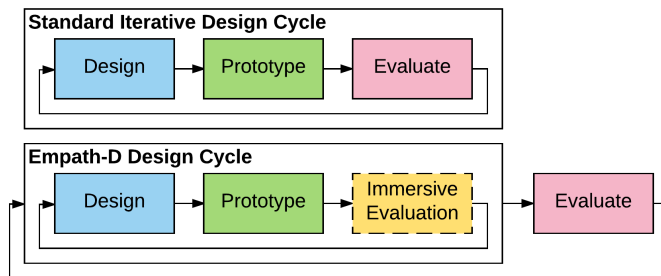 Standard Iterative Design Cycle
Design
Prototype
Evaluate
Empath-D Design Cycle
Design
Prototype
Immersive
Evaluation
Evaluate